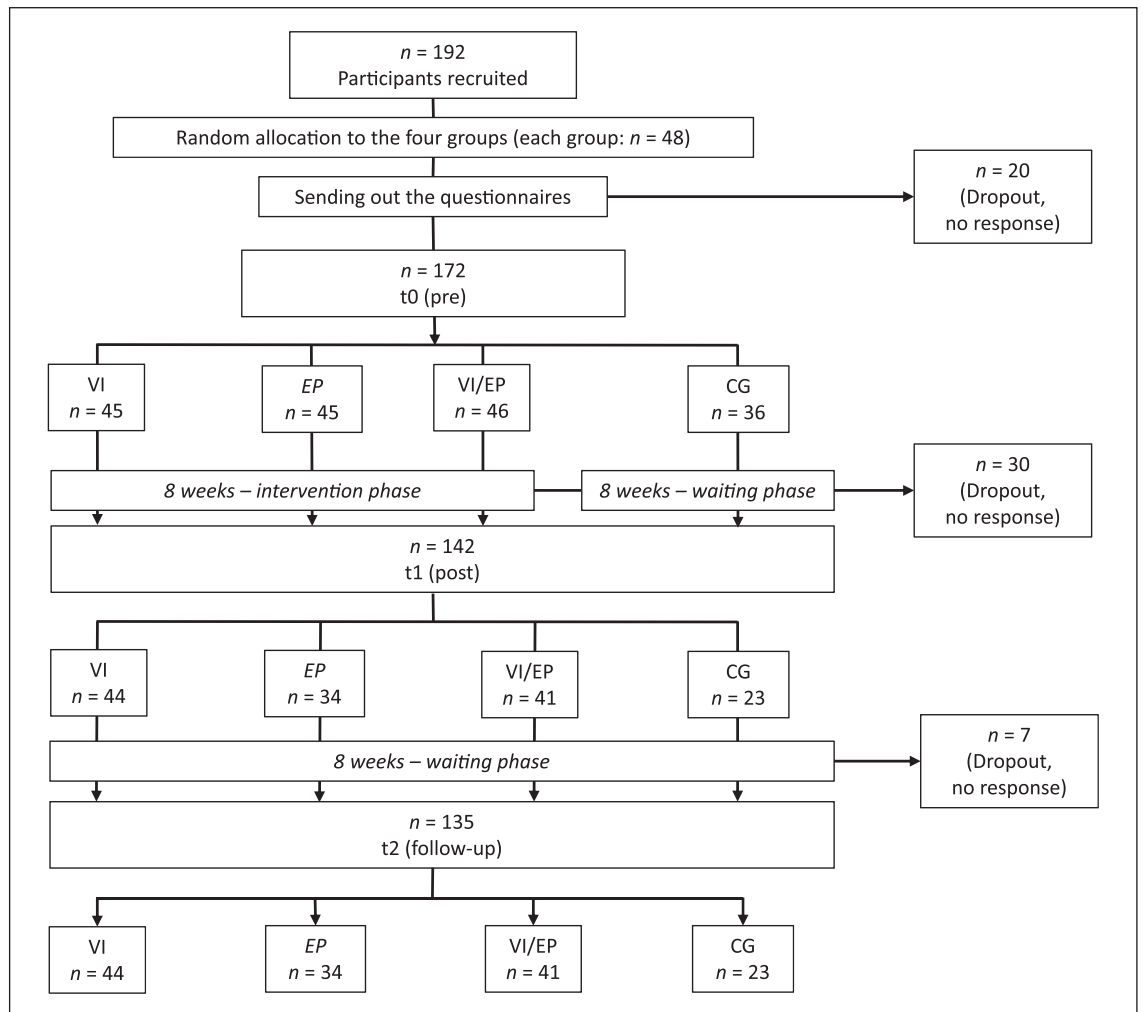 n = 192
Participants recruited
Random allocation to the four groups (each group: n = 48)
Sending out the questionnaires
n = 20
(Dropout,
no response)
n = 172
t0 (pre)
VI
n = 45
EP
n = 45
VI/EP
n = 46
CG
n = 36
8 weeks – intervention phase
8 weeks – waiting phase
n = 30
(Dropout,
no response)
n = 142
t1 (post)
VI
n = 44
EP
n = 34
VI/EP
n = 41
CG
n = 23
8 weeks – waiting phase
n = 7
(Dropout,
no response)
n = 135
t2 (follow-up)
VI
n = 44
EP
n = 34
VI/EP
n = 41
CG
n = 23